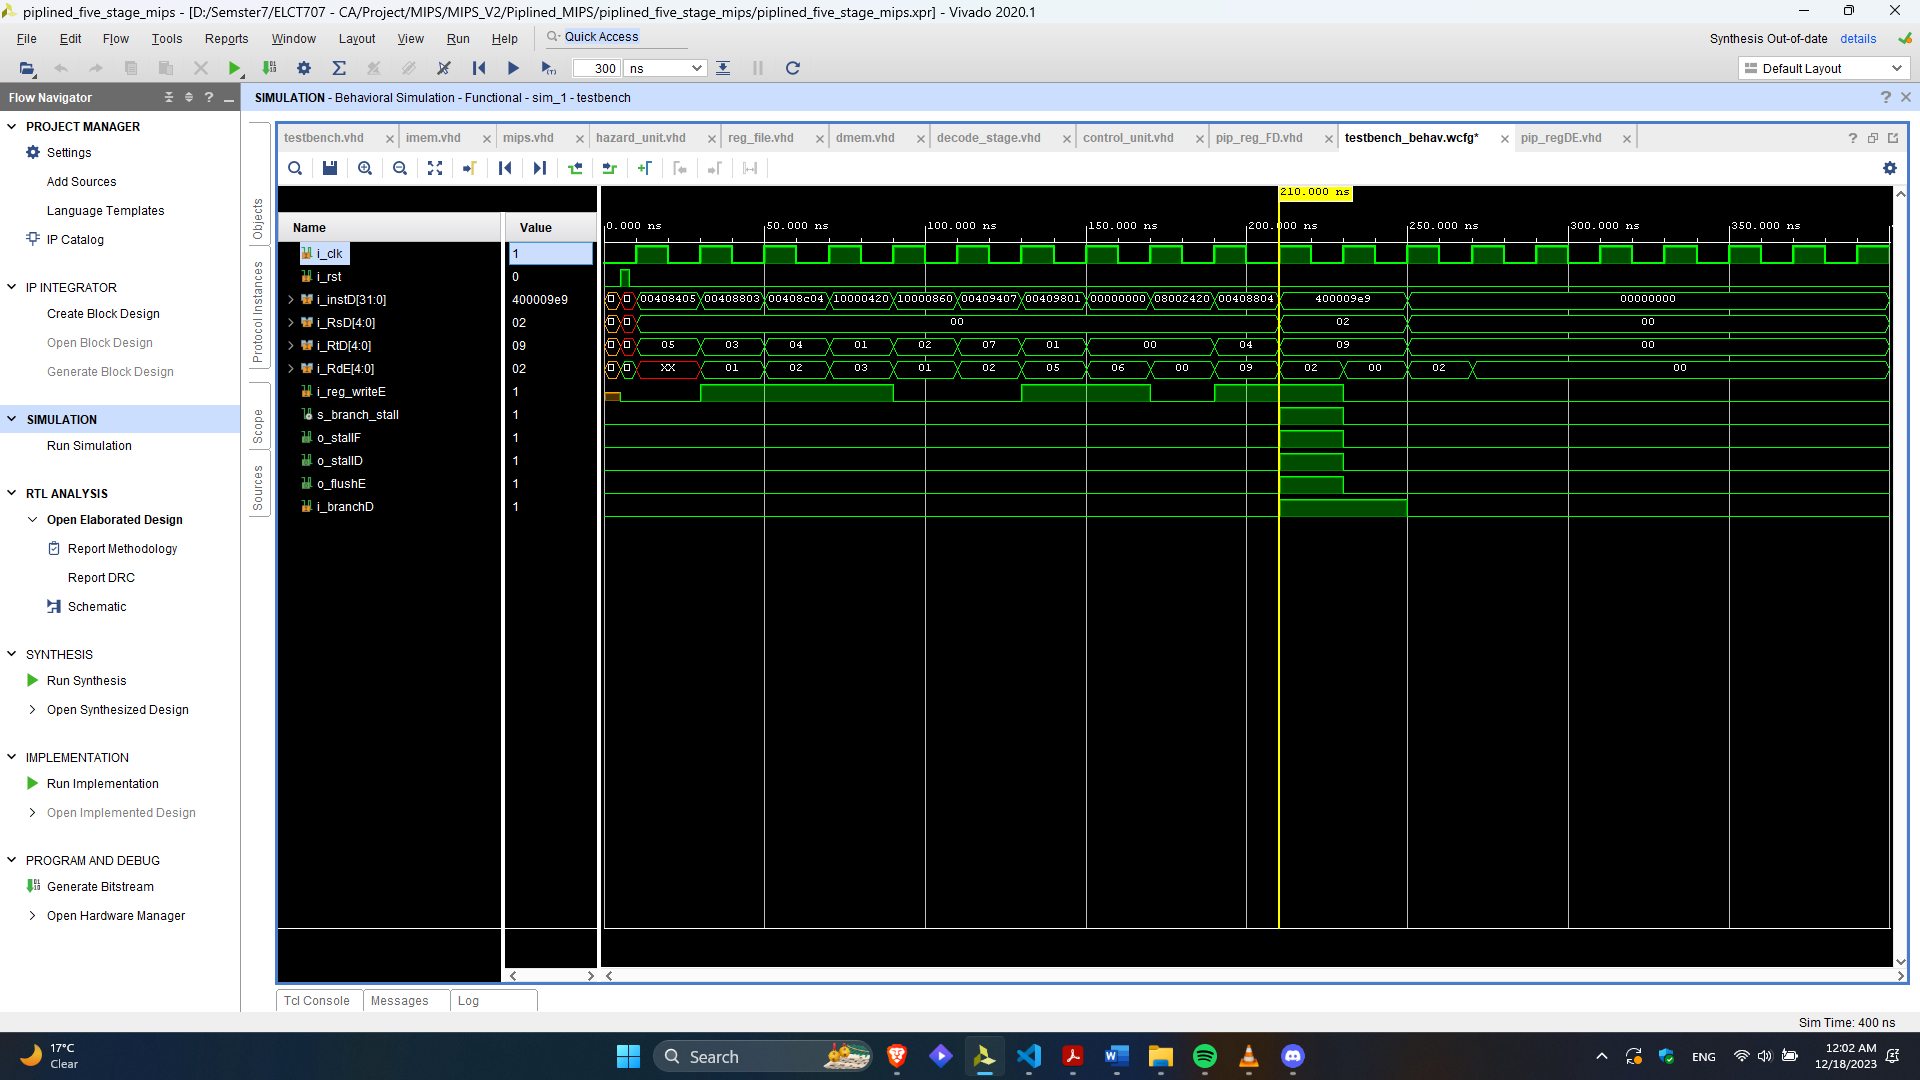 piplined_five_stage_mips - [D:/Semster7/ELCT707 - CA/Project/MIPS/MIPS_V2/Piplined_MIPS/piplined_five_stage_mips/piplined_five_stage_mips.xpr] - Vivado 2020.1
File Edit Flow Tools Reports Window Layout View Run Help Quick Access
Synthesis Out-of-date details
300 ns
Default Layout
Flow Navigator
SIMULATION - Behavioral Simulation - Functional - sim_1 - testbench
PROJECT MANAGER
Settings
Add Sources
Language Templates
IP Catalog
IP INTEGRATOR
Create Block Design
Open Block Design
Generate Block Design
SIMULATION
Run Simulation
RTL ANALYSIS
Open Elaborated Design
Report Methodology
Report DRC
Schematic
SYNTHESIS
Run Synthesis
Open Synthesized Design
IMPLEMENTATION
Run Implementation
Open Implemented Design
PROGRAM AND DEBUG
Generate Bitstream
Open Hardware Manager
Objects
Protocol Instances
Scope
Sources
testbench.vhd imem.vhd mips.vhd hazard_unit.vhd reg_file.vhd dmem.vhd decode_stage.vhd control_unit.vhd pip_reg_FD.vhd testbench_behav.wcfg* pip_regDE.vhd
210.000 ns
Name Value
0.000 ns 50.000 ns 100.000 ns 150.000 ns 200.000 ns 250.000 ns 300.000 ns 350.000 ns
i_clk 1
i_rst 0
i_instD[31:0] 400009e9 00408405 00408803 00408c04 10000420 10000860 00409407 00409801 00000000 08002420 00408804 400009e9 00000000
i_RsD[4:0] 02 00 02 00
i_RtD[4:0] 09 05 03 04 01 02 07 01 00 04 09 00
i_RdE[4:0] 02 XX 01 02 03 01 02 05 06 00 09 02 00 02 00
i_reg_writeE 1
s_branch_stall 1
o_stallF 1
o_stallD 1
o_flushE 1
i_branchD 1
Tcl Console Messages Log
Sim Time: 400 ns
17°C
Clear
Search
ENG
12:02 AM
12/18/2023